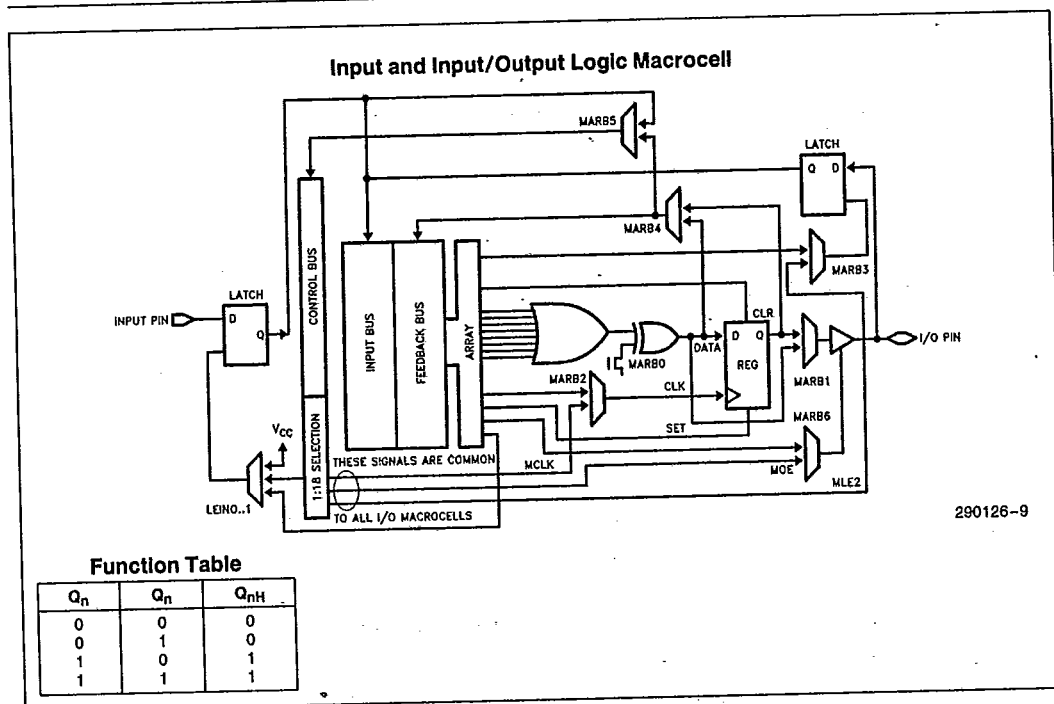 Input and Input/Output Logic Macrocell
MARB5
LATCH
Q D
MARB4
MARB3
CONTROL BUS
LATCH
INPUT PIN
D
Q
INPUT BUS
FEEDBACK BUS
ARRAY
MARB0
DATA
CLR
D Q
REG
I/O PIN
MARB1
MARB2
CLK
SET
MARB6
VCC
1:18 SELECTION
THESE SIGNALS ARE COMMON
MCLK
MOE
MLE2
LEIN0..1
TO ALL I/O MACROCELLS
290126-9
Function Table
Qn Qn QnH
0 0 0
0 1 0
1 0 1
1 1 1